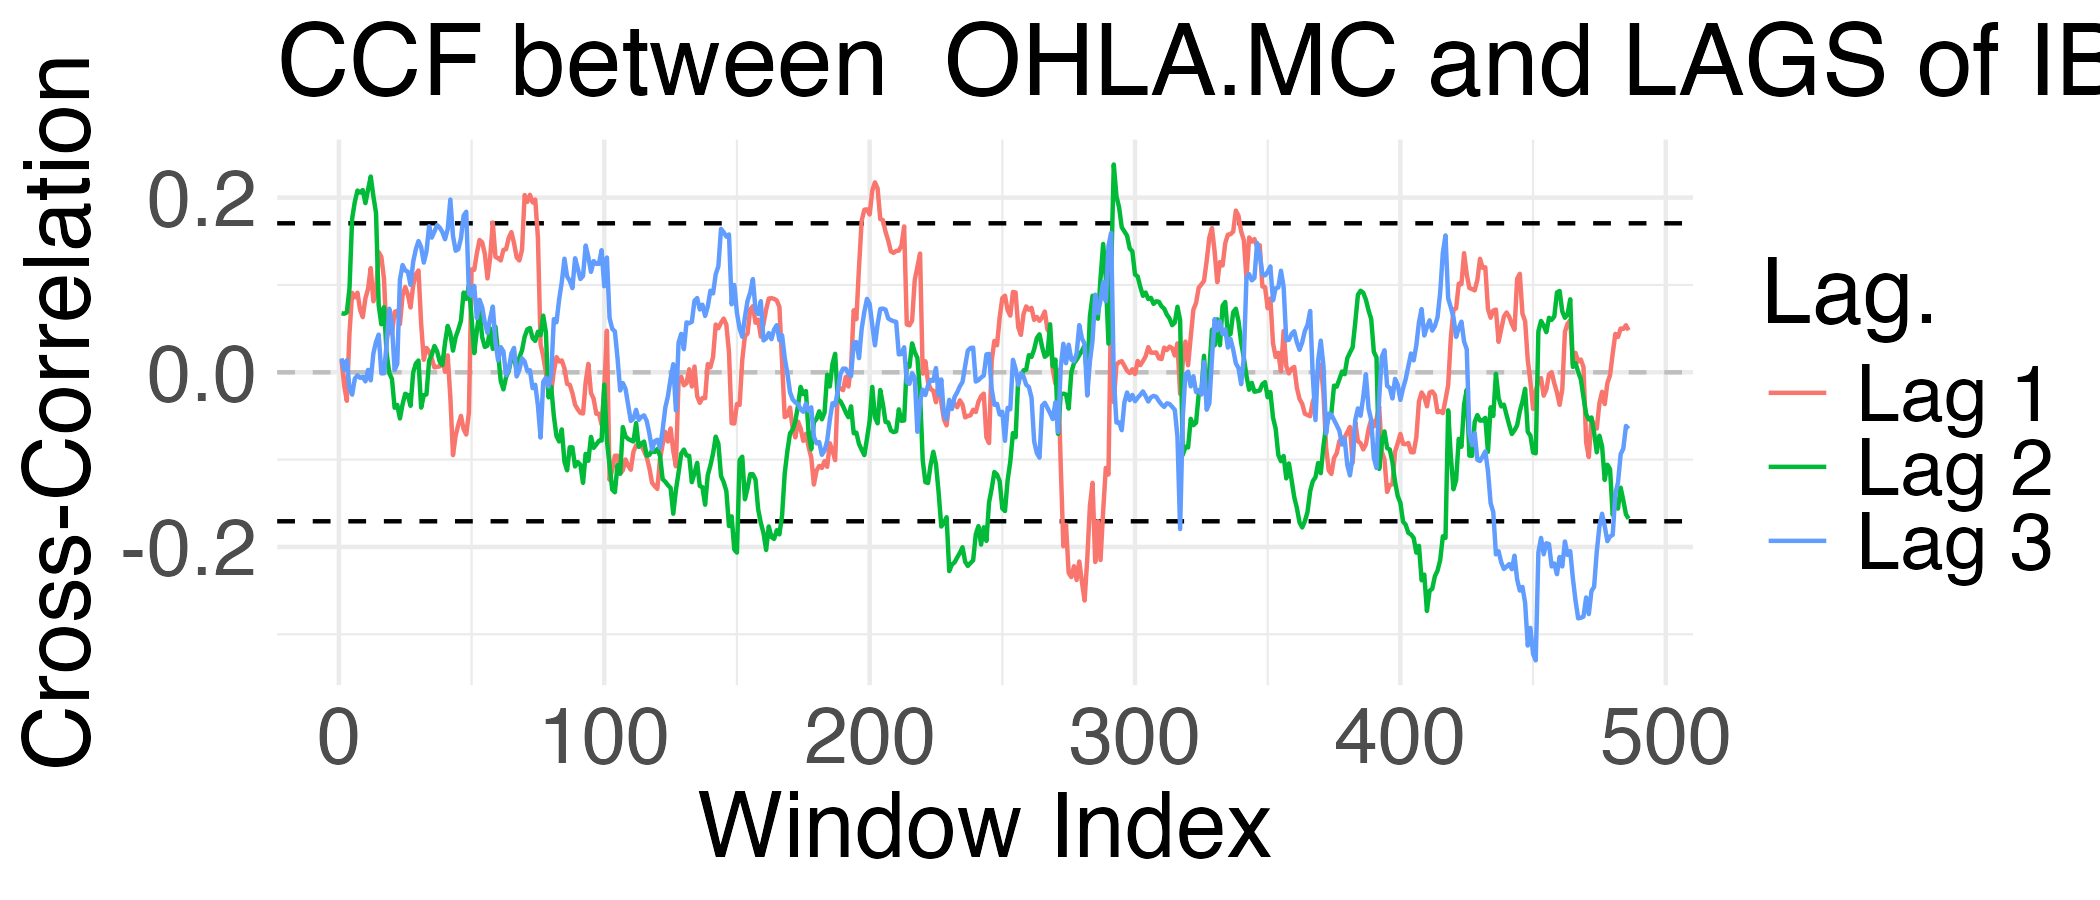 CCF between  OHLA.MC and LAGS of IB
Cross-Correlation
0.2
0.0
-0.2
0
100
200
300
400
500
Window Index
Lag.
Lag 1
Lag 2
Lag 3